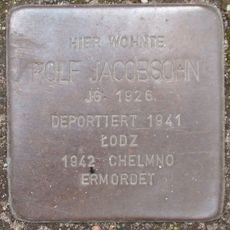 HIER WOHNTE
ROLF JACOBSOHN
JG. 1926
DEPORTIERT 1941
ŁODZ
1942 CHELMNO
ERMORDET